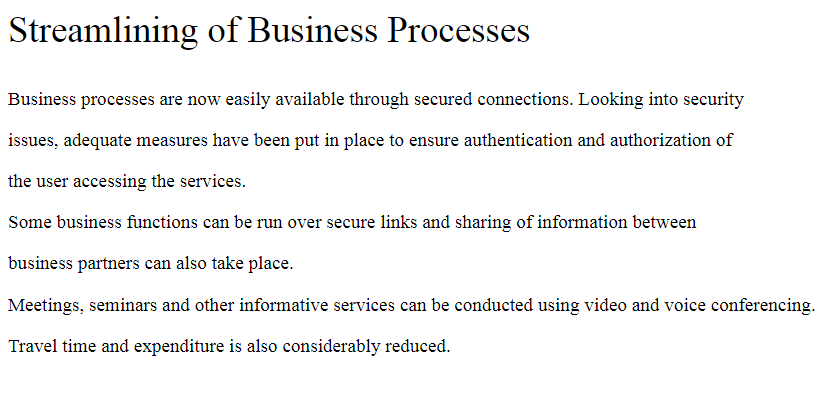 Streamlining of Business Processes
Business processes are now easily available through secured connections. Looking into security
issues, adequate measures have been put in place to ensure authentication and authorization of
the user accessing the services.
Some business functions can be run over secure links and sharing of information between
business partners can also take place.
Meetings, seminars and other informative services can be conducted using video and voice conferencing.
Travel time and expenditure is also considerably reduced.